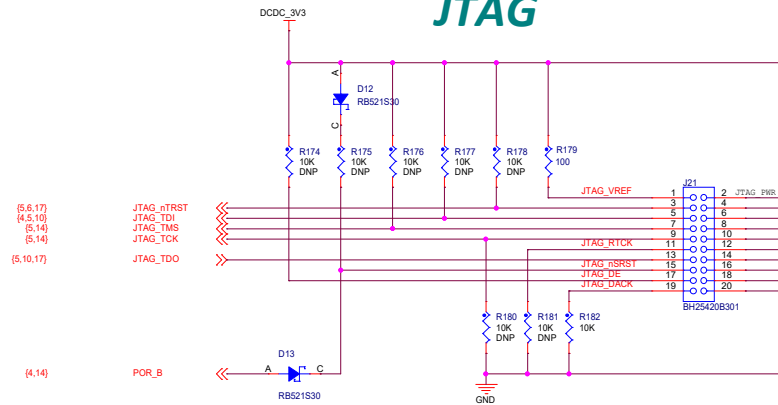 JTAG
DCDC_3V3
A
D12
RB521S30
C
R174
10K
DNP
R175
10K
DNP
R176
10K
DNP
R177
10K
DNP
R178
10K
DNP
R179
100
J21
JTAG_VREF 1 2 JTAG_PWR
{5,6,17} JTAG_nTRST 3 4
{4,5,10} JTAG_TDI 5 6
{5,14} JTAG_TMS 7 8
{5,14} JTAG_TCK 9 10
JTAG_RTCK 11 12
{5,10,17} JTAG_TDO 13 14
JTAG_nSRST 15 16
JTAG_DE 17 18
JTAG_DACK 19 20
BH25420B301
R180
10K
DNP
R181
10K
DNP
R182
10K
D13
{4,14} POR_B A C
RB521S30
GND